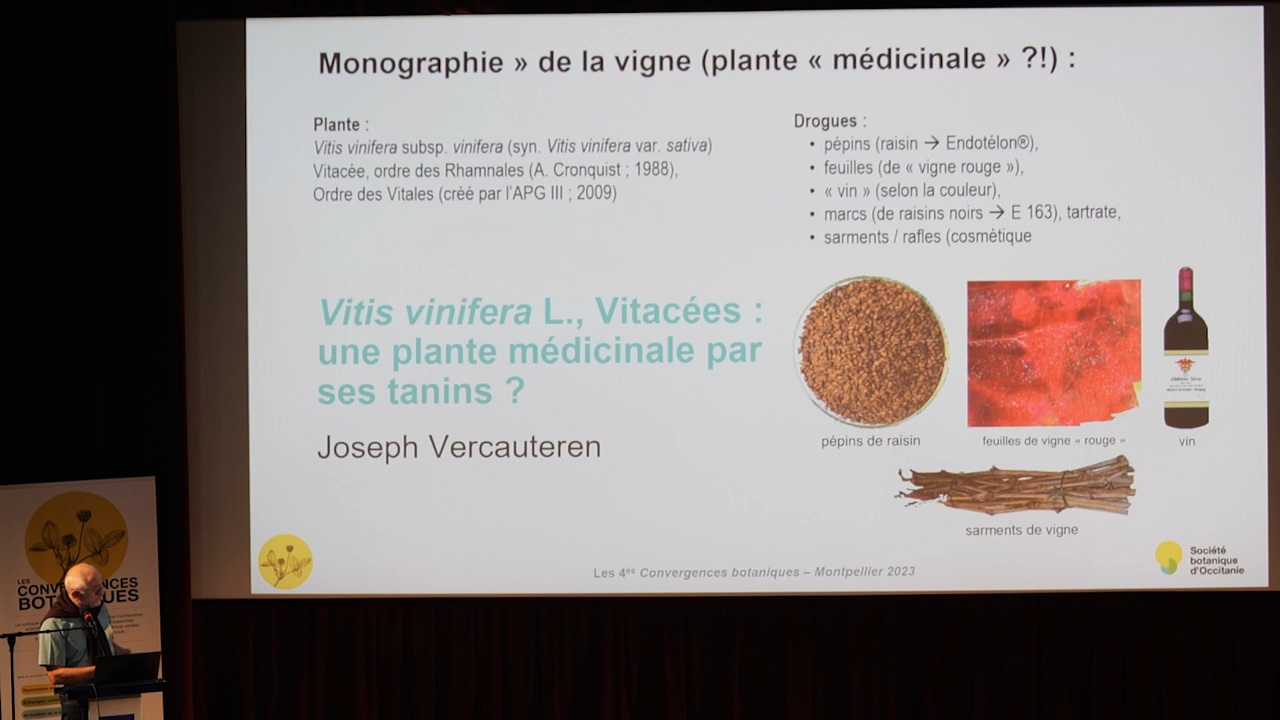 Monographie » de la vigne (plante « médicinale » ?!) :
Plante :
Vitis vinifera subsp. vinifera (syn. Vitis vinifera var. sativa)
Vitacée, ordre des Rhamnales (A. Cronquist ; 1988),
Ordre des Vitales (créé par l'APG III ; 2009)
Drogues :
• pépins (raisin → Endotélon®),
• feuilles (de « vigne rouge »),
• « vin » (selon la couleur),
• marcs (de raisins noirs → E 163), tartrate,
• sarments / rafles (cosmétique
Vitis vinifera L., Vitacées :
une plante médicinale par
ses tanins ?
Joseph Vercauteren
pépins de raisin
feuilles de vigne « rouge »
vin
sarments de vigne
Les 4es Convergences botaniques – Montpellier 2023
Société
botanique
d'Occitanie
LES